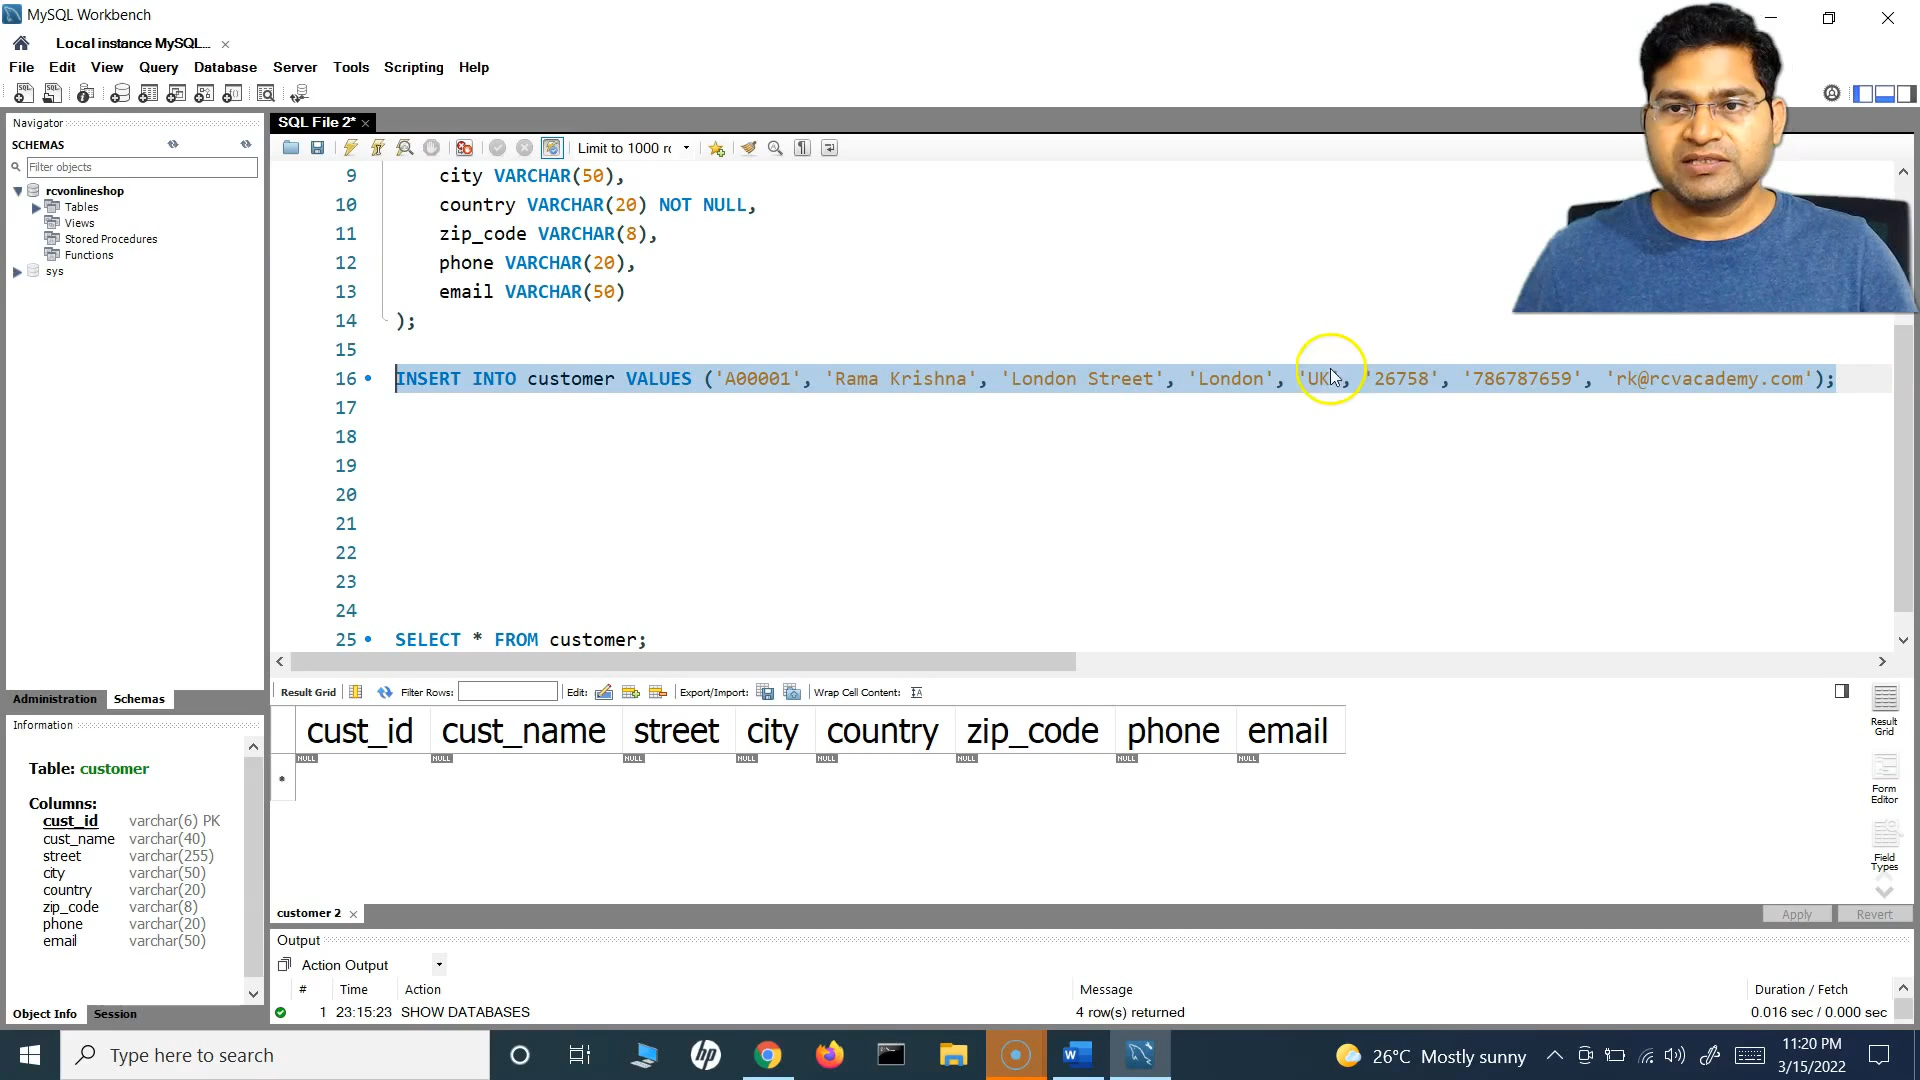 MySQL Workbench
Local instance MySQL...
File Edit View Query Database Server Tools Scripting Help
Navigator
SCHEMAS
Filter objects
rcvonlineshop
Tables
Views
Stored Procedures
Functions
sys
Administration Schemas
Information
Table: customer
Columns:
cust_id varchar(6) PK
cust_name varchar(40)
street varchar(255)
city varchar(50)
country varchar(20)
zip_code varchar(8)
phone varchar(20)
email varchar(50)
Object Info Session
SQL File 2*
Limit to 1000 rc
9 city VARCHAR(50),
10 country VARCHAR(20) NOT NULL,
11 zip_code VARCHAR(8),
12 phone VARCHAR(20),
13 email VARCHAR(50)
14 );
15
16 INSERT INTO customer VALUES ('A00001', 'Rama Krishna', 'London Street', 'London', 'UK', '26758', '786787659', 'rk@rcvacademy.com');
17
18
19
20
21
22
23
24
25 SELECT * FROM customer;
Result Grid Filter Rows: Edit: Export/Import: Wrap Cell Content:
cust_id cust_name street city country zip_code phone email
NULL NULL NULL NULL NULL NULL NULL NULL
Result
Grid
Form
Editor
Field
Types
customer 2
Apply Revert
Output
Action Output
# Time Action Message Duration / Fetch
1 23:15:23 SHOW DATABASES 4 row(s) returned 0.016 sec / 0.000 sec
Type here to search
26°C Mostly sunny
11:20 PM
3/15/2022